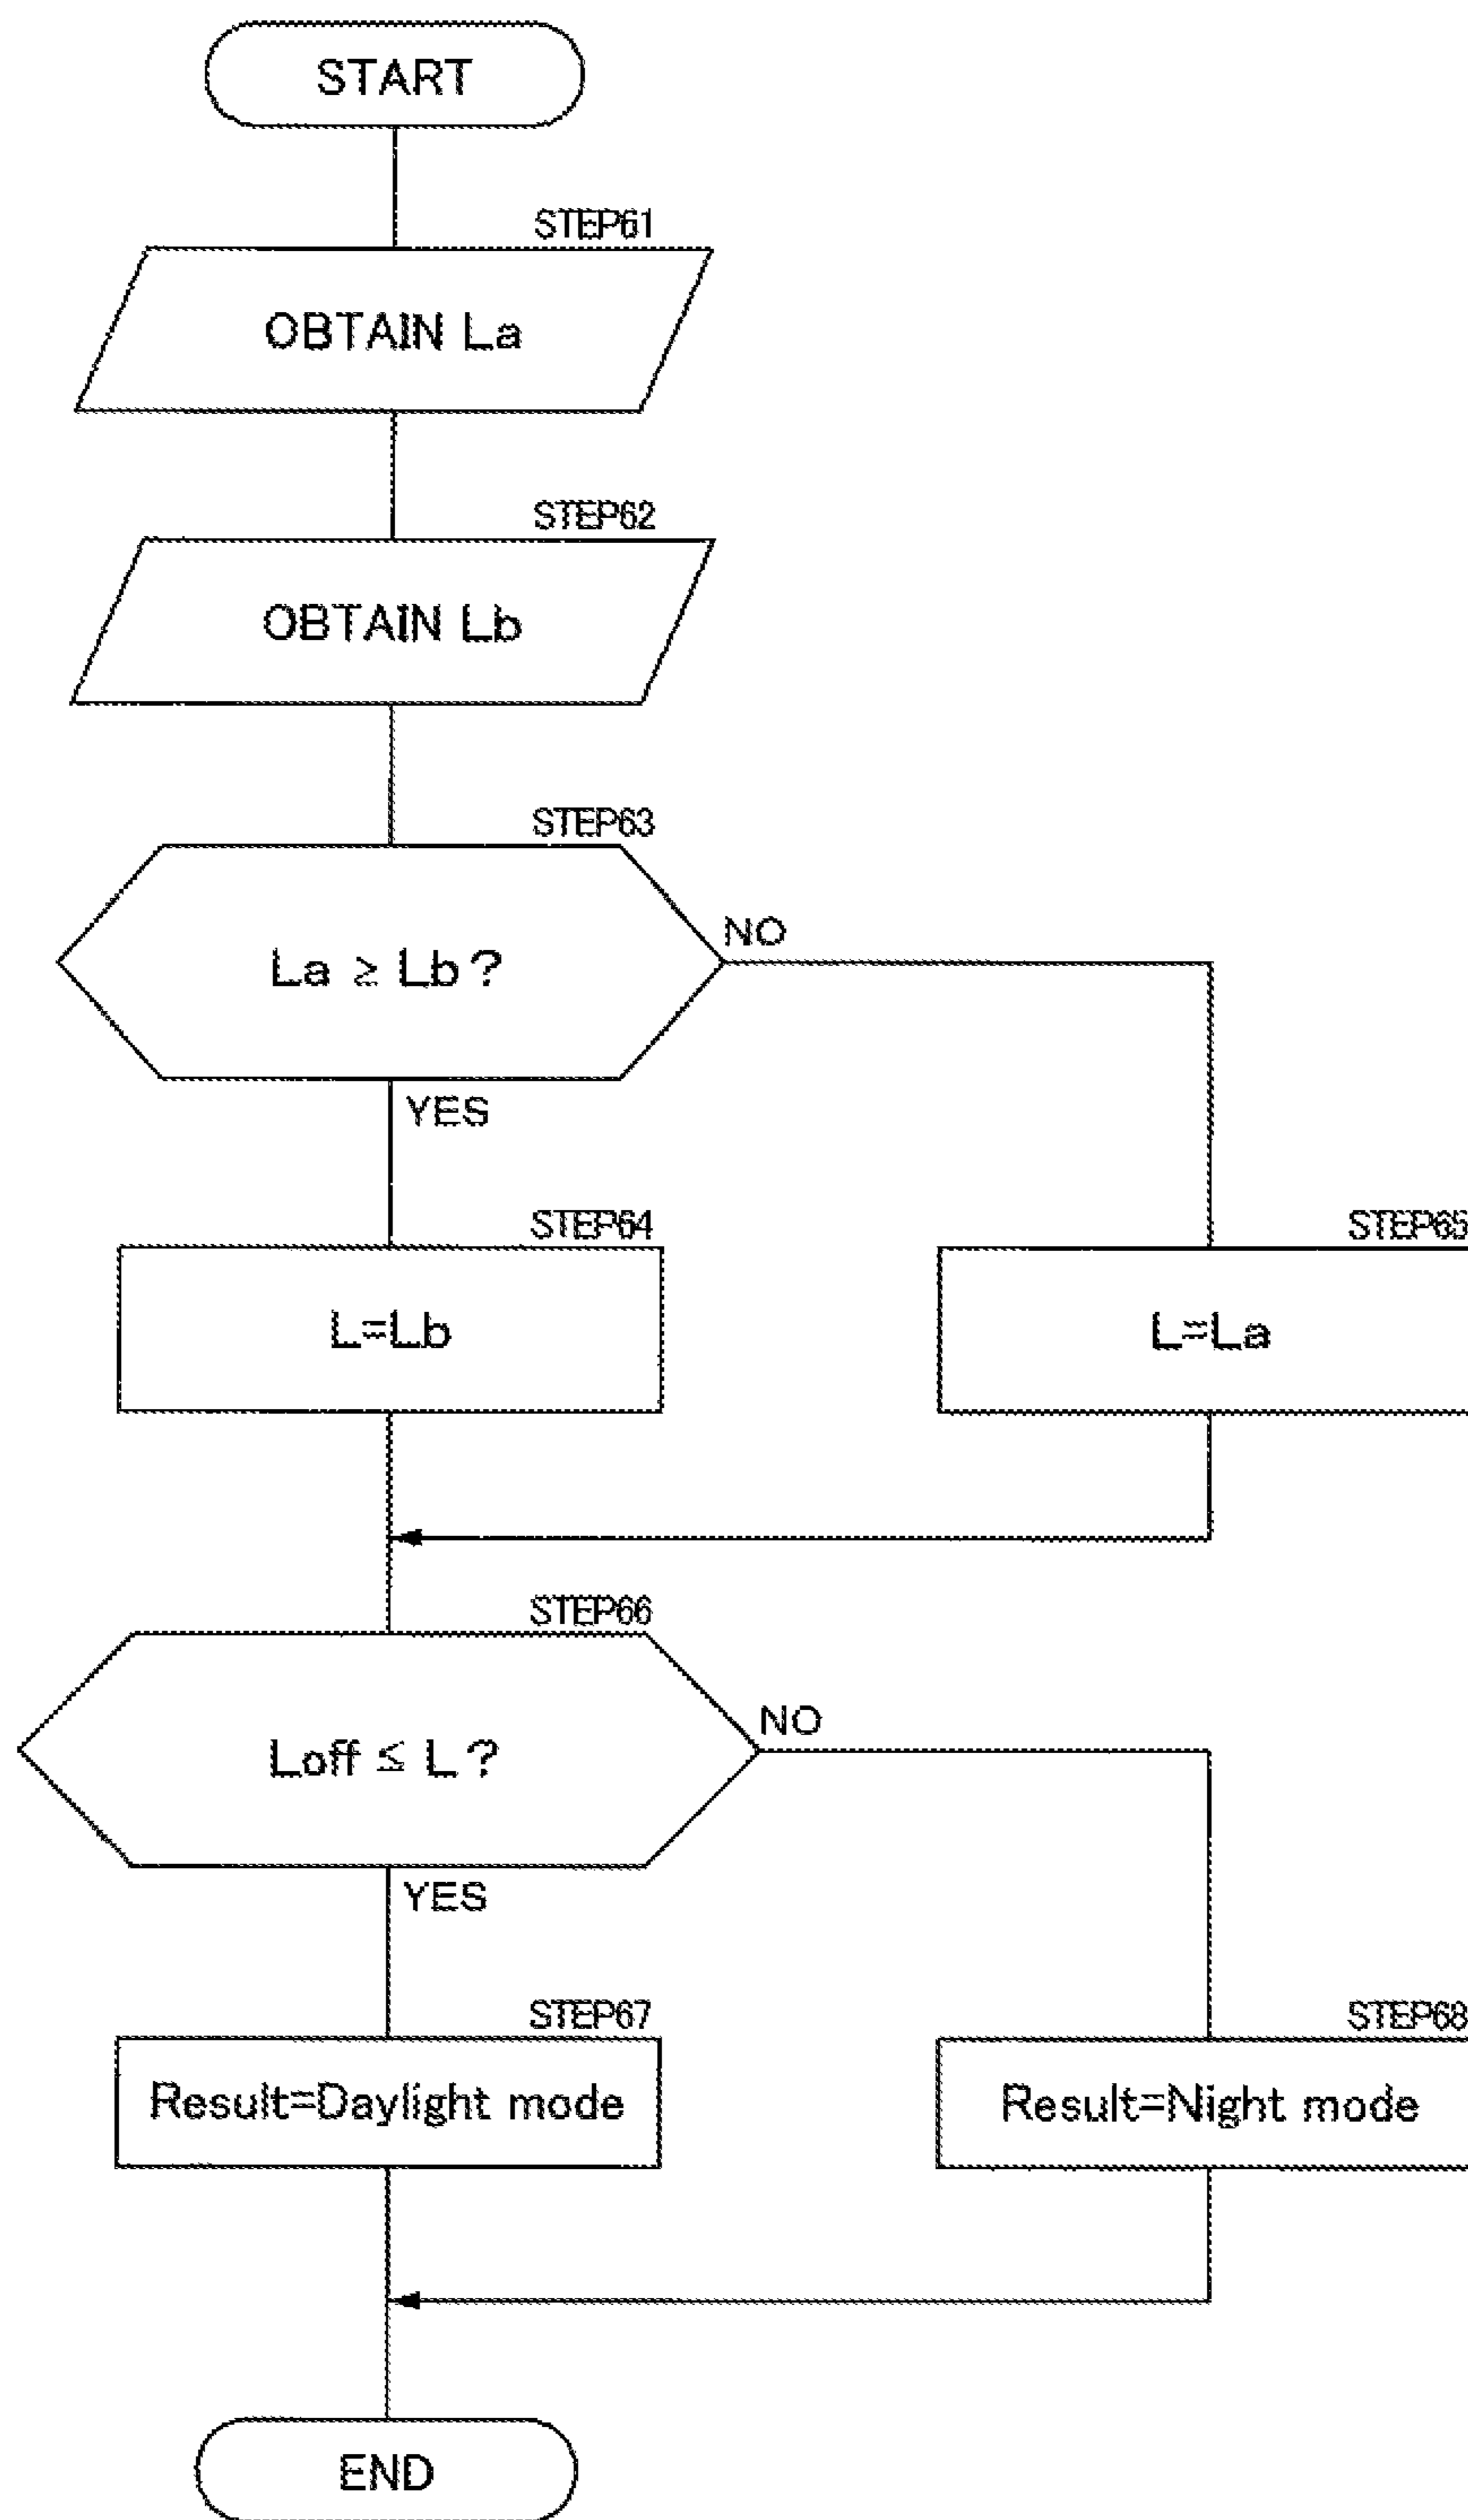 START
STEP61
OBTAIN La
STEP62
OBTAIN Lb
STEP63
La ≥ Lb?
NO
YES
STEP64
STEP65
L=Lb
L=La
STEP66
Loff ≤ L?
NO
YES
STEP67
STEP68
Result=Daylight mode
Result=Night mode
END